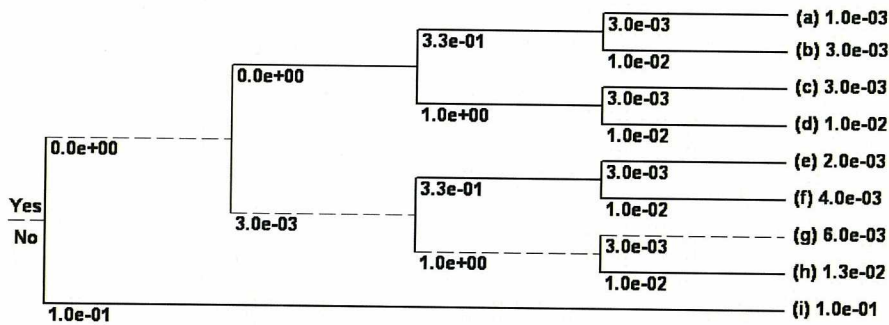 3.0e-03 (a) 1.0e-03
3.3e-01
1.0e-02 (b) 3.0e-03
0.0e+00
3.0e-03 (c) 3.0e-03
1.0e+00
1.0e-02 (d) 1.0e-02
0.0e+00
3.0e-03 (e) 2.0e-03
3.3e-01
1.0e-02 (f) 4.0e-03
Yes
No
3.0e-03
3.0e-03 (g) 6.0e-03
1.0e+00
1.0e-02 (h) 1.3e-02
1.0e-01 (i) 1.0e-01